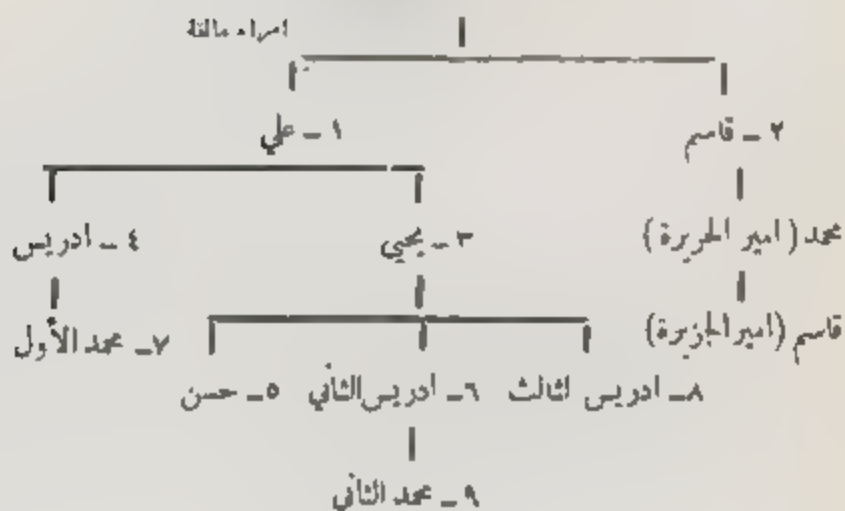 امراء مالقة
٢ - قاسم ١ - علي
محمد (امير الجزيرة) ٣ - يحيي ٤ - ادريس
قاسم (امير الجزيرة) ٧ - محمد الأول
٨ - ادريس الثالث ٦ - ادريس الثاني ٥ - حسن
٩ - محمد الثاني